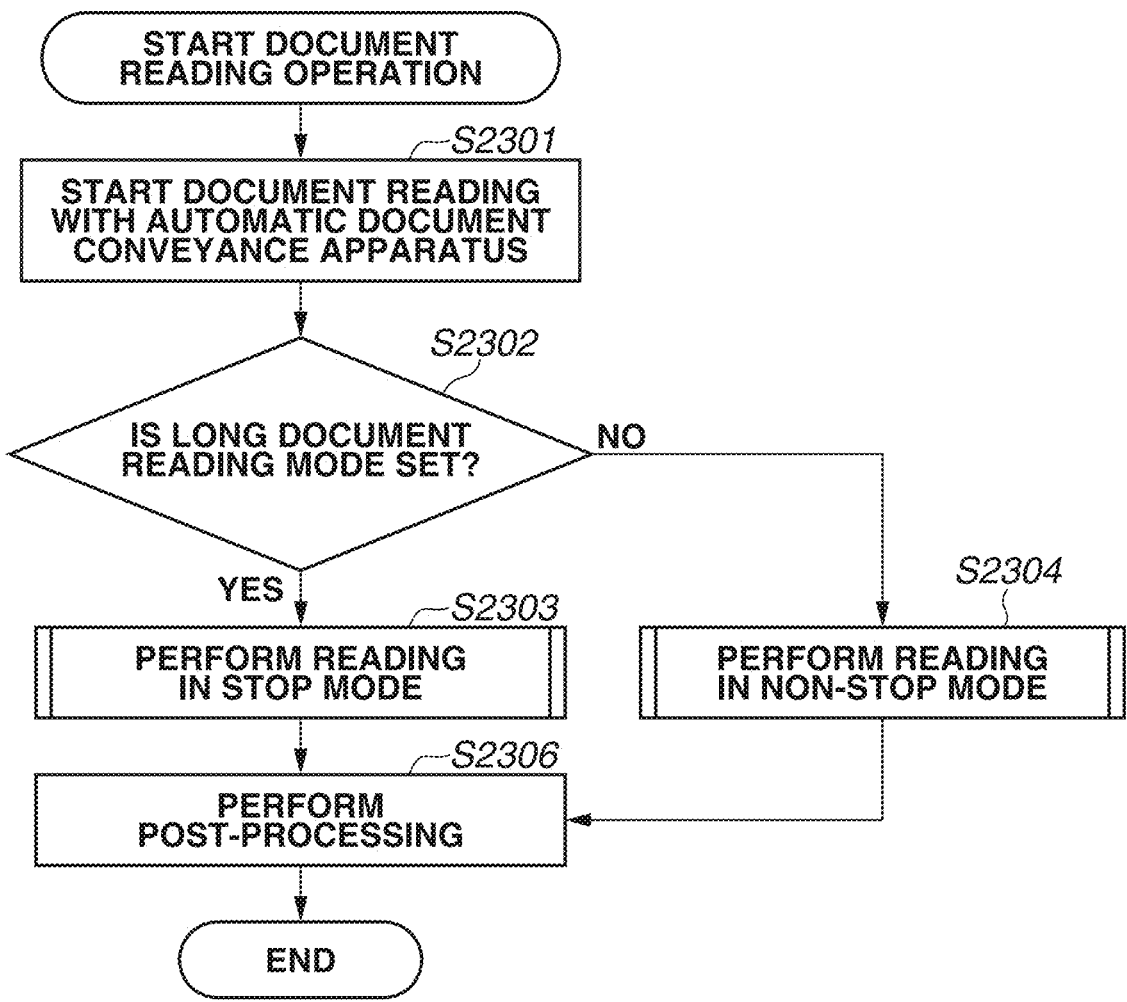 START DOCUMENT
READING OPERATION
S2301
START DOCUMENT READING
WITH AUTOMATIC DOCUMENT
CONVEYANCE APPARATUS
S2302
IS LONG DOCUMENT
READING MODE SET?
NO
YES
S2303
PERFORM READING
IN STOP MODE
S2304
PERFORM READING
IN NON-STOP MODE
S2306
PERFORM
POST-PROCESSING
END